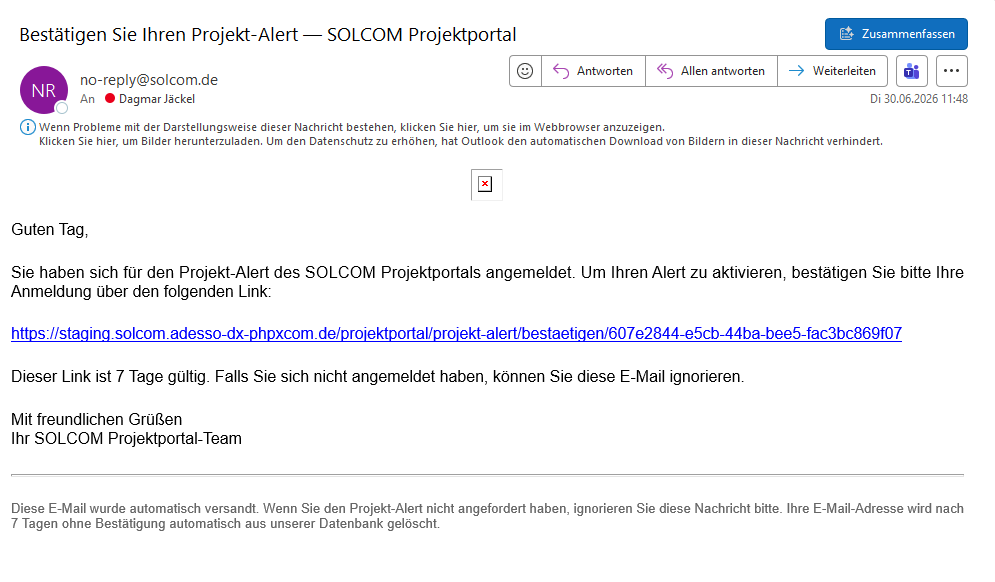 Bestätigen Sie Ihren Projekt-Alert — SOLCOM Projektportal
Zusammenfassen
NR
no-reply@solcom.de
An Dagmar Jäckel
Antworten
Allen antworten
Weiterleiten
Di 30.06.2026 11:48
Wenn Probleme mit der Darstellungsweise dieser Nachricht bestehen, klicken Sie hier, um sie im Webbrowser anzuzeigen.
Klicken Sie hier, um Bilder herunterzuladen. Um den Datenschutz zu erhöhen, hat Outlook den automatischen Download von Bildern in dieser Nachricht verhindert.
Guten Tag,
Sie haben sich für den Projekt-Alert des SOLCOM Projektportals angemeldet. Um Ihren Alert zu aktivieren, bestätigen Sie bitte Ihre
Anmeldung über den folgenden Link:
https://staging.solcom.adesso-dx-phpxcom.de/projektportal/projekt-alert/bestaetigen/607e2844-e5cb-44ba-bee5-fac3bc869f07
Dieser Link ist 7 Tage gültig. Falls Sie sich nicht angemeldet haben, können Sie diese E-Mail ignorieren.
Mit freundlichen Grüßen
Ihr SOLCOM Projektportal-Team
Diese E-Mail wurde automatisch versandt. Wenn Sie den Projekt-Alert nicht angefordert haben, ignorieren Sie diese Nachricht bitte. Ihre E-Mail-Adresse wird nach
7 Tagen ohne Bestätigung automatisch aus unserer Datenbank gelöscht.